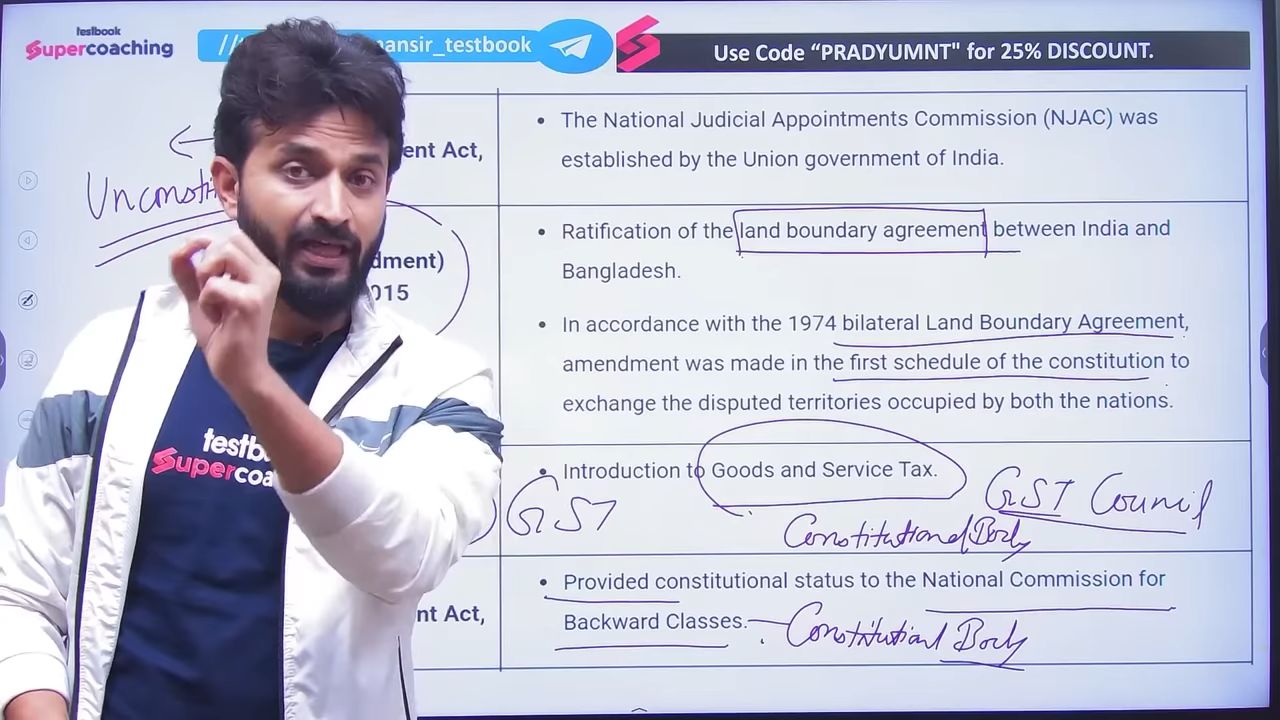 testbook
Supercoaching
mansir_testbook
Use Code “PRADYUMNT" for 25% DISCOUNT.
ent Act,
• The National Judicial Appointments Commission (NJAC) was
established by the Union government of India.
dment)
015
• Ratification of the land boundary agreement between India and
Bangladesh.
• In accordance with the 1974 bilateral Land Boundary Agreement,
amendment was made in the first schedule of the constitution to
exchange the disputed territories occupied by both the nations.
• Introduction to Goods and Service Tax.
GST
GST Council
Constitutional Body
nt Act,
• Provided constitutional status to the National Commission for
Backward Classes.
Constitutional Body
testb
Supercoa